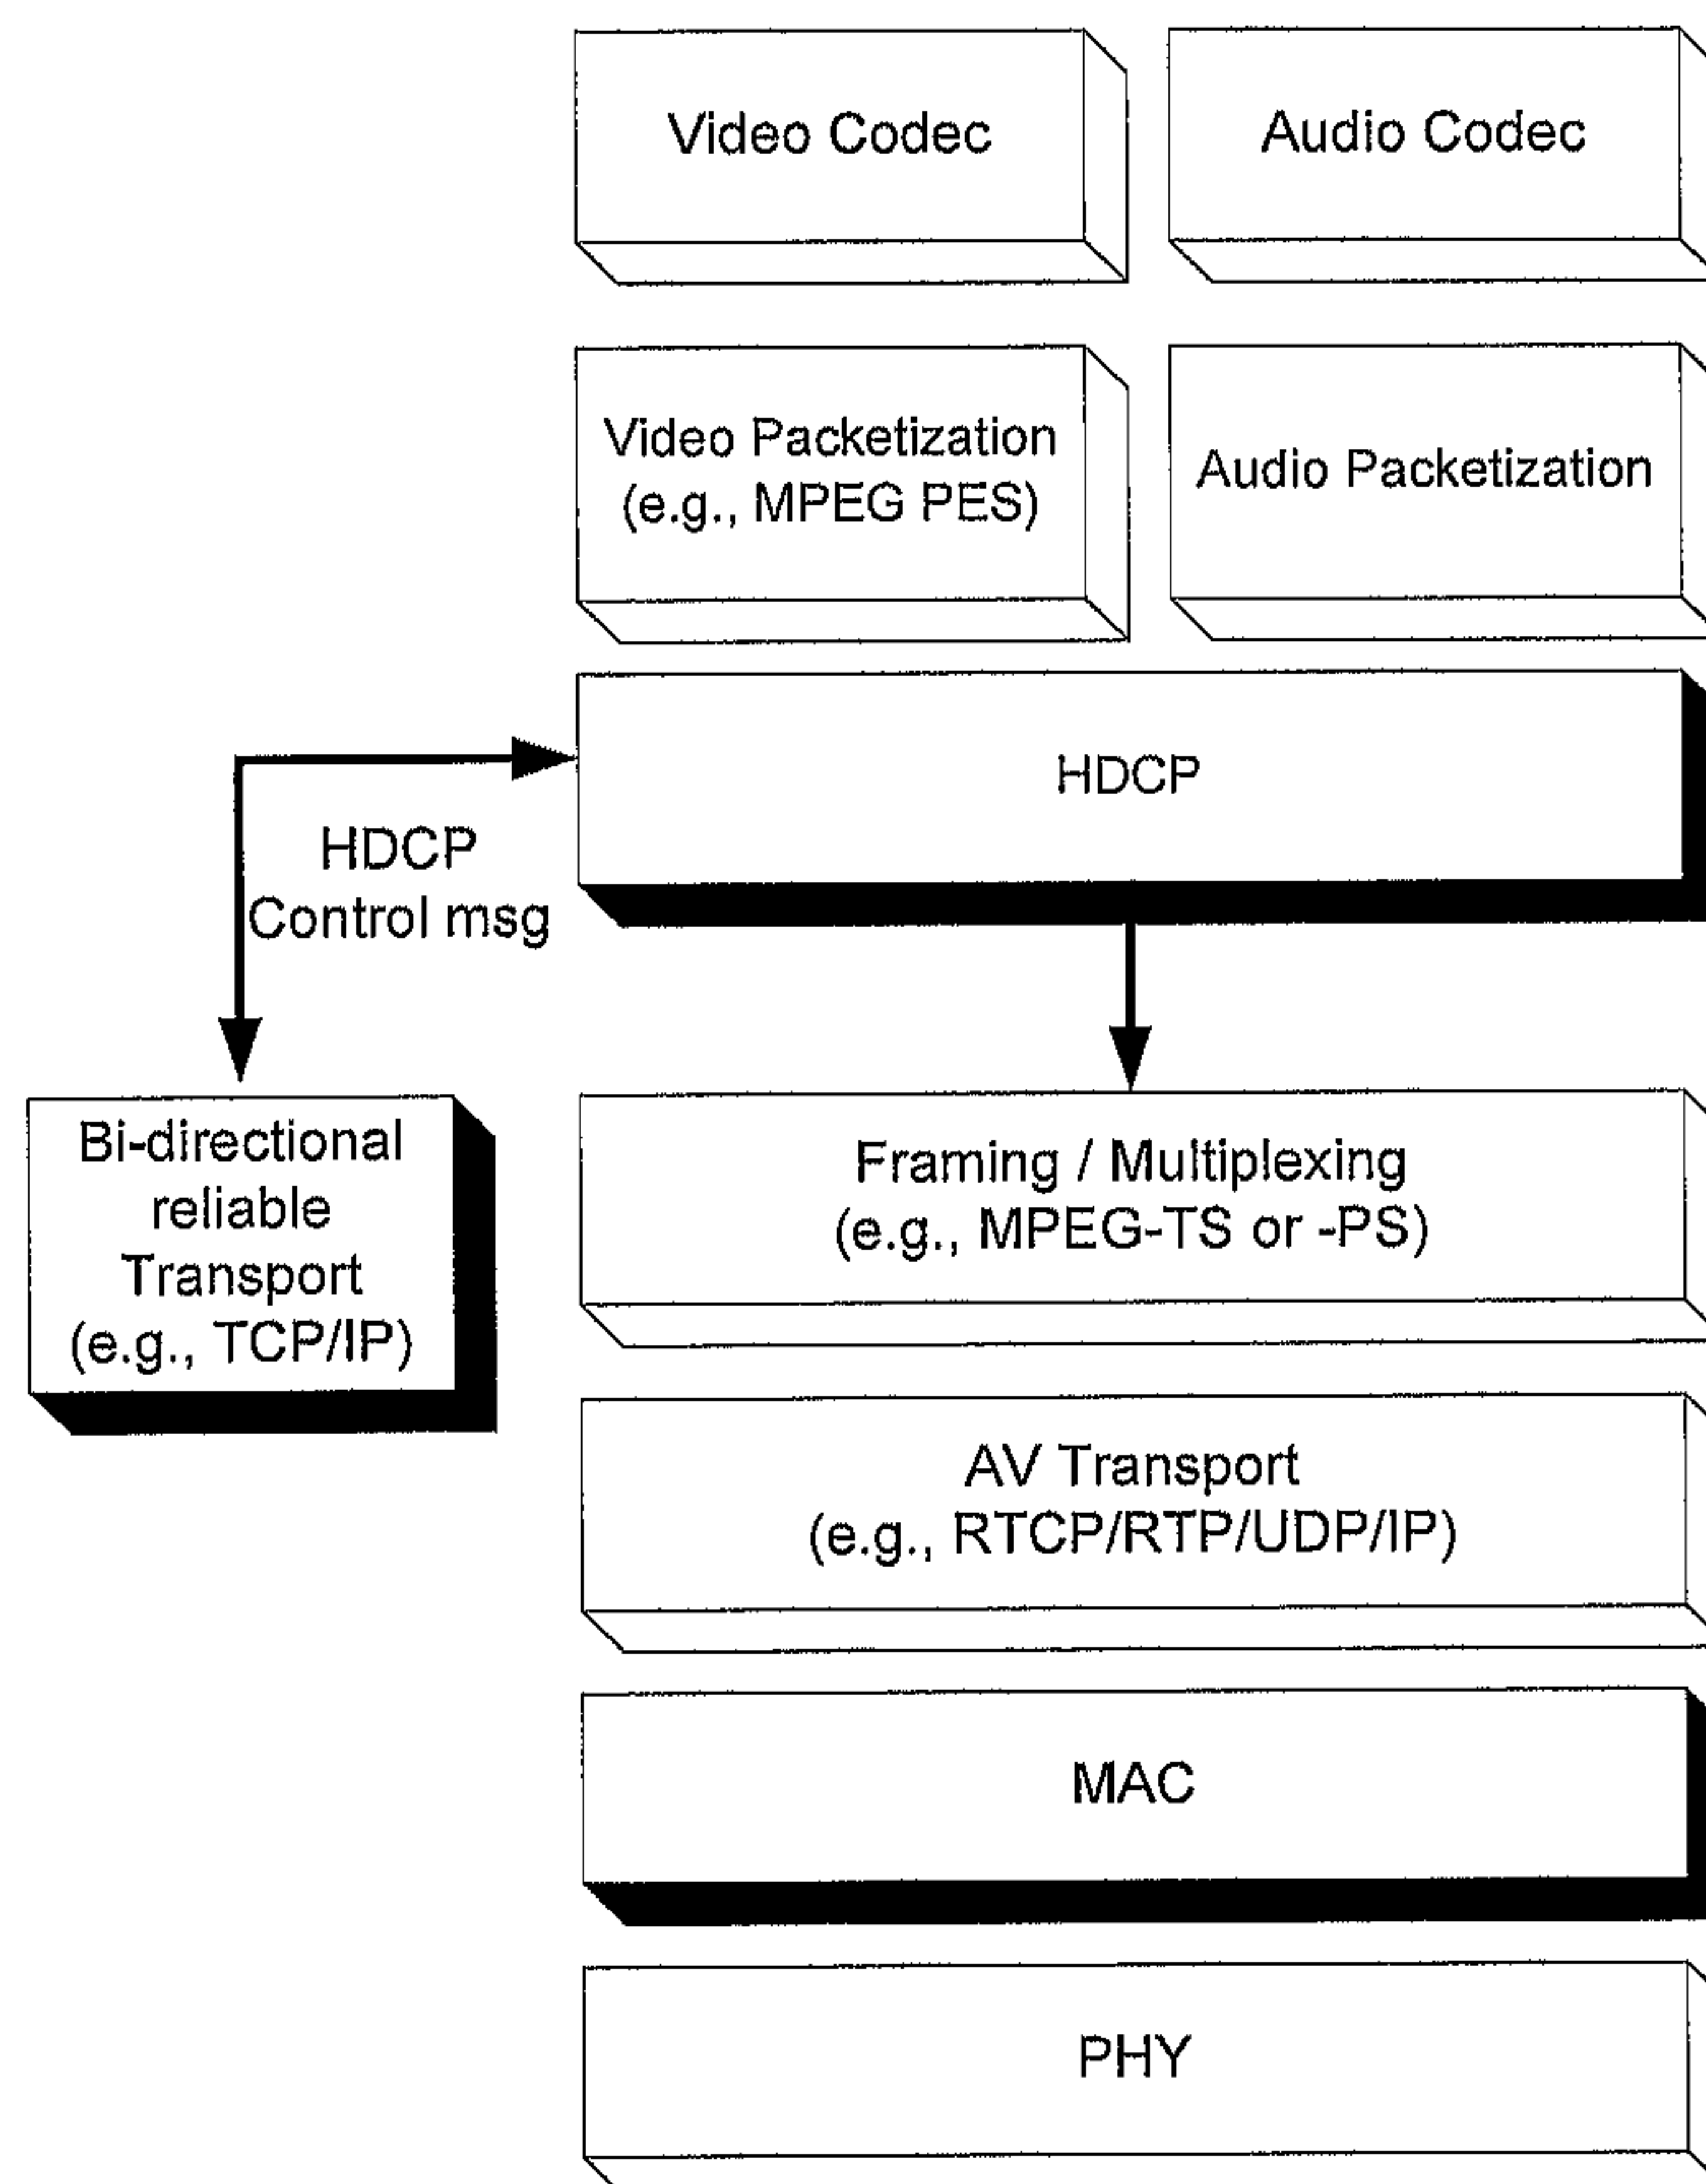 Video Codec
Audio Codec
Video Packetization
(e.g., MPEG PES)
Audio Packetization
HDCP
HDCP
Control msg
Bi-directional
reliable
Transport
(e.g., TCP/IP)
Framing / Multiplexing
(e.g., MPEG-TS or -PS)
AV Transport
(e.g., RTCP/RTP/UDP/IP)
MAC
PHY